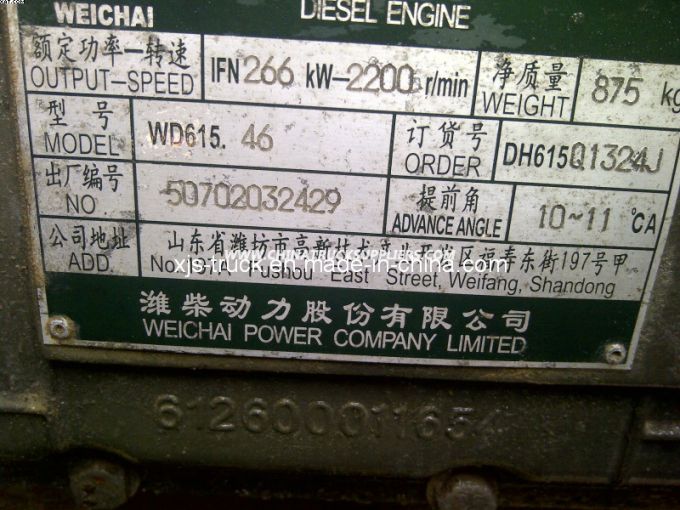 WEICHAI DIESEL ENGINE
额定功率一转速
OUTPUT-SPEED IFN266 kW-2200 r/min 净质量 WEIGHT 875 kg
型号
MODEL WD615. 46 订货号 ORDER DH615Q1324J
出厂编号
NO 50702032429 提前角 ADVANCE ANGLE 10~11 °CA
公司地址 山东省潍坊市高新技术产业开发区福寿东街197号甲
ADD. No. East Street, Weifang, Shandong
WWW.CHINATRUCKSUPPLIERS.COM
xjs-truck.en.made-in-china.com
潍柴动力股份有限公司
WEICHAI POWER COMPANY LIMITED
612600011654